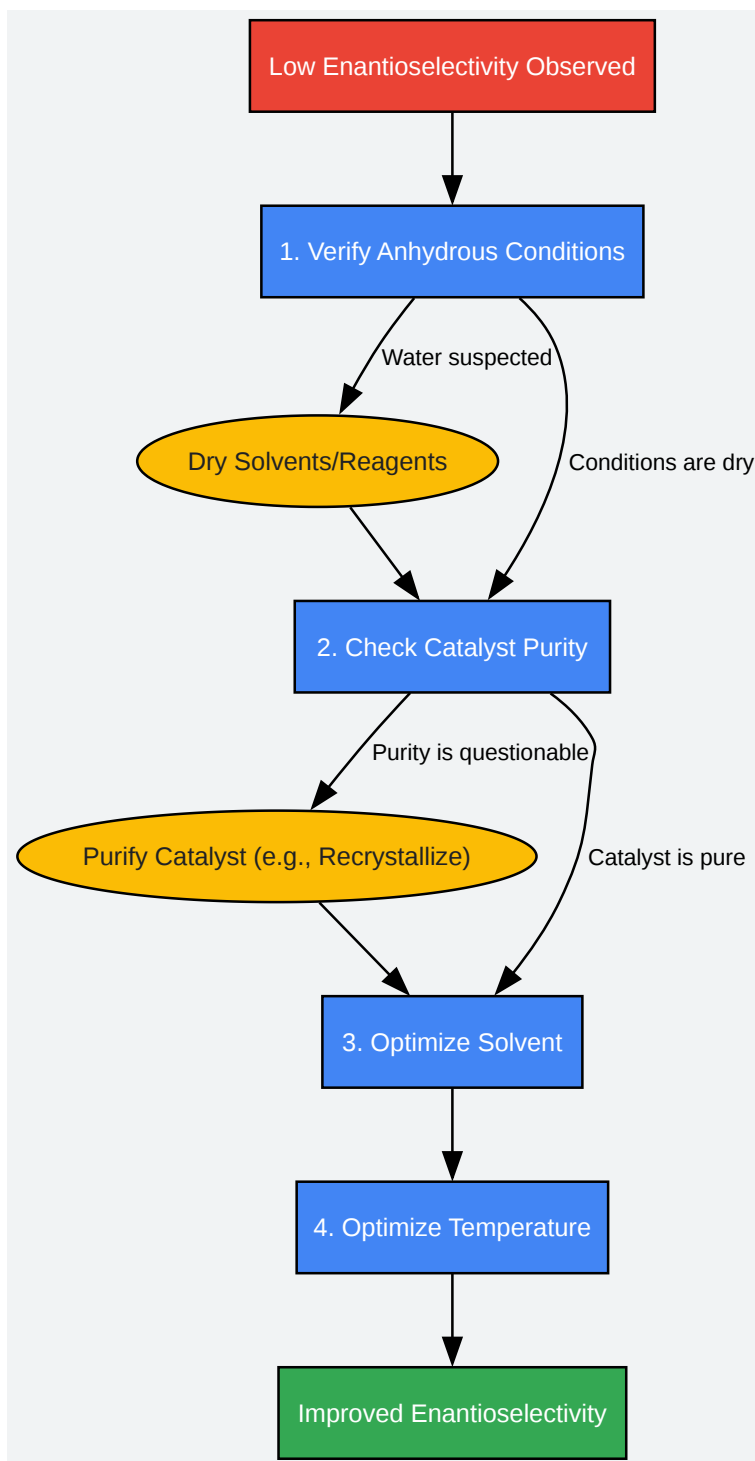 Low Enantioselectivity Observed
1. Verify Anhydrous Conditions
Water suspected
Dry Solvents/Reagents
Conditions are dry
2. Check Catalyst Purity
Purity is questionable
Purify Catalyst (e.g., Recrystallize)
Catalyst is pure
3. Optimize Solvent
4. Optimize Temperature
Improved Enantioselectivity